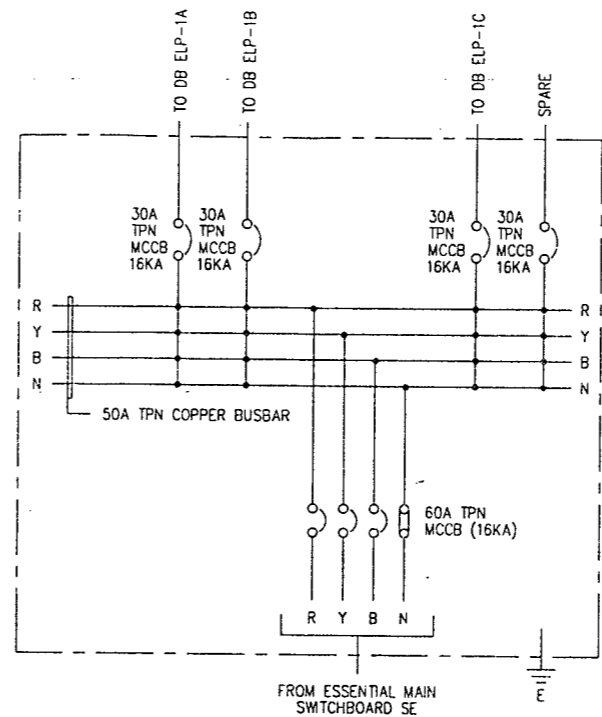 TO DB ELP-1A
TO DB ELP-1B
TO DB ELP-1C
SPARE
30A
TPN
MCCB
16KA
30A
TPN
MCCB
16KA
30A
TPN
MCCB
16KA
30A
TPN
MCCB
16KA
R
Y
B
N
R
Y
B
N
50A TPN COPPER BUSBAR
60A TPN
MCCB (16KA)
R Y B N
FROM ESSENTIAL MAIN
SWITCHBOARD SE
E